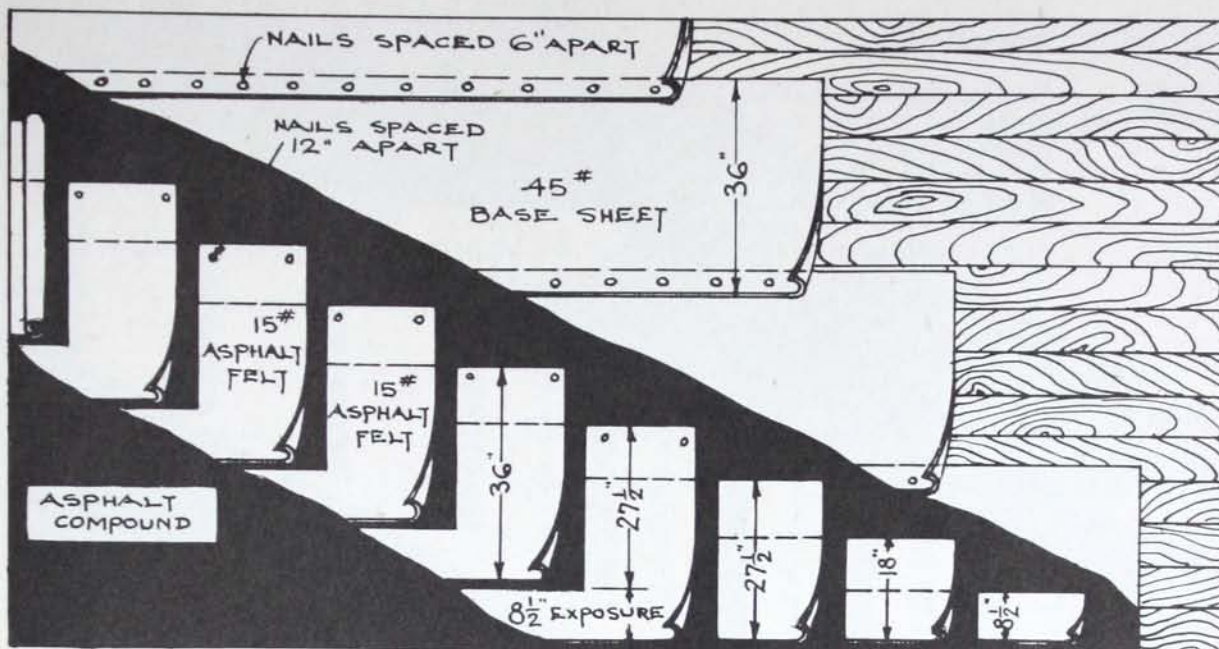 NAILS SPACED 6" APART
NAILS SPACED
12" APART
45#
BASE SHEET
36"
15#
ASPHALT
FELT
15#
ASPHALT
FELT
36"
27½"
27½"
18"
8½"
8½" EXPOSURE
ASPHALT
COMPOUND